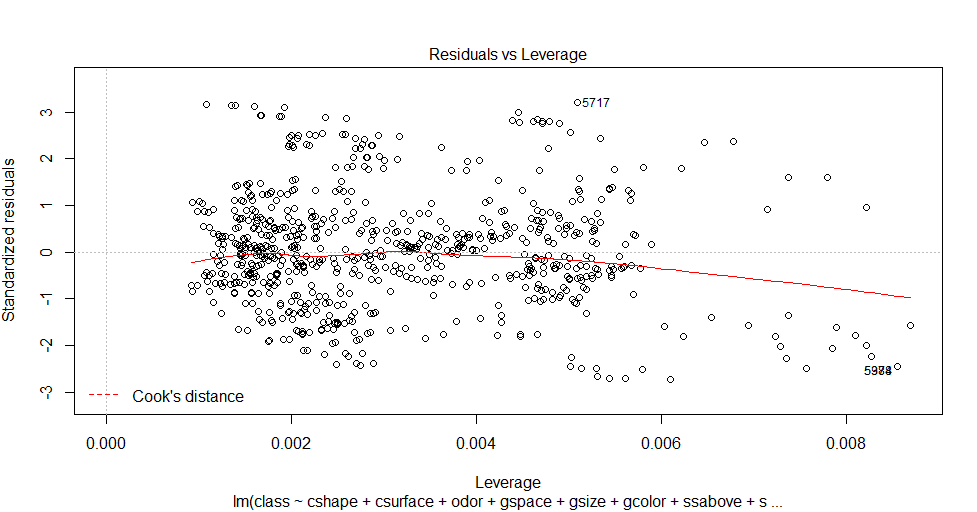 Residuals vs Leverage
Standardized residuals
3
2
1
0
-1
-2
-3
5717
Cook's distance
0.000
0.002
0.004
0.006
0.008
Leverage
lm(class ~ cshape + csurface + odor + gspace + gsize + gcolor + ssabove + s ...